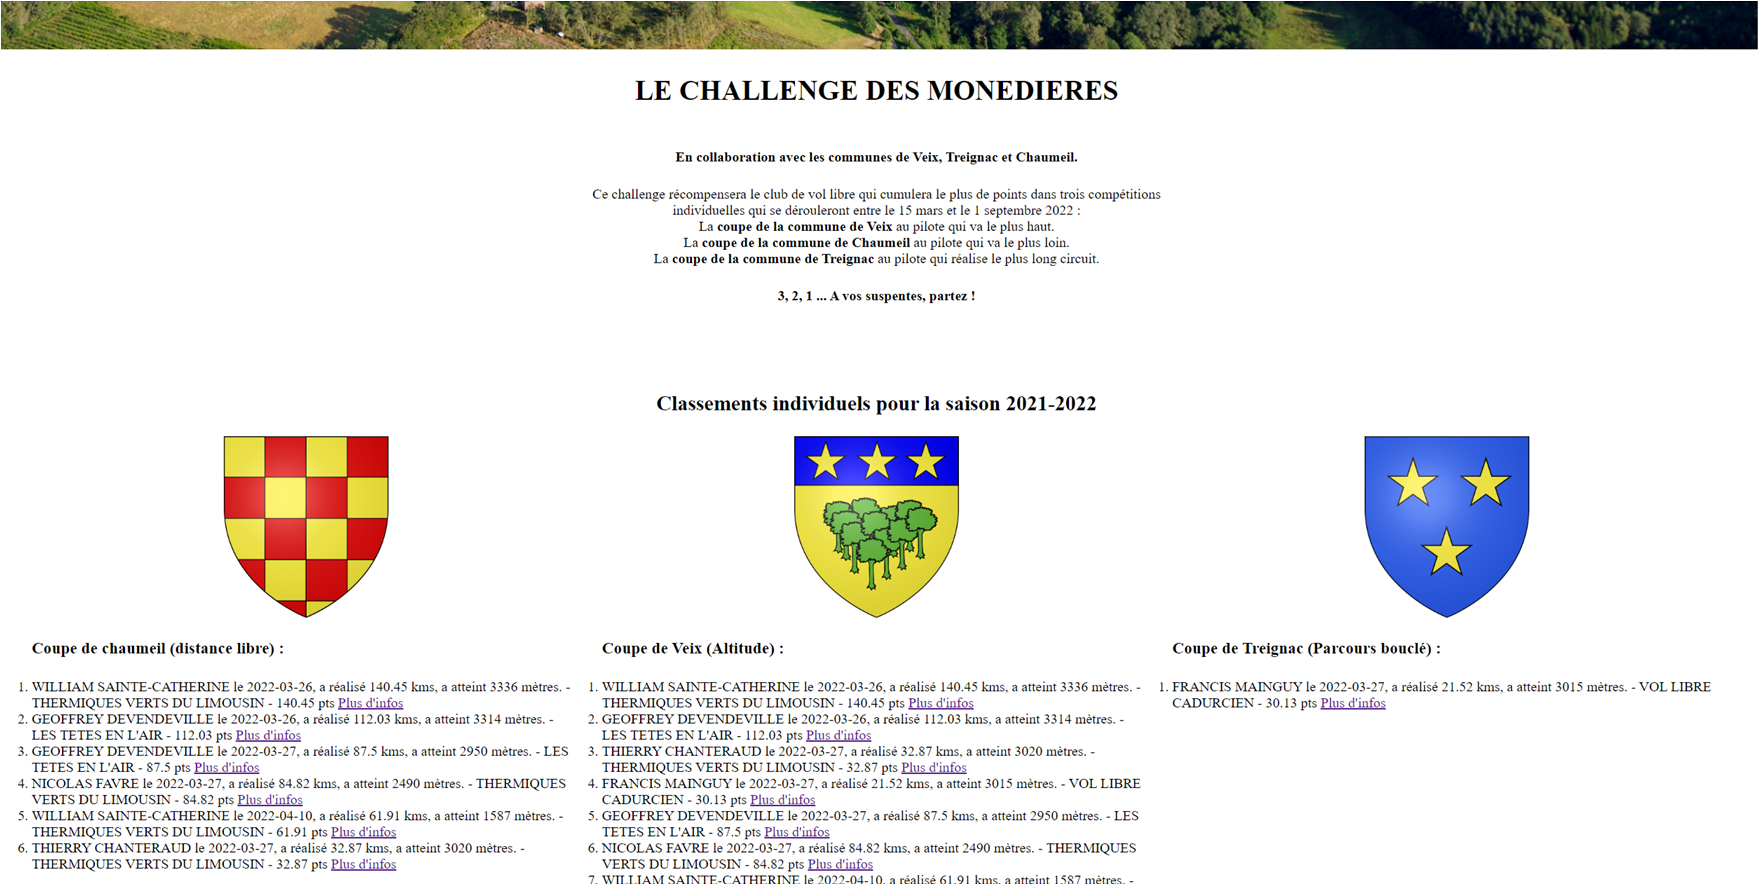 LE CHALLENGE DES MONEDIERES
En collaboration avec les communes de Veix, Treignac et Chaumeil.
Ce challenge récompensera le club de vol libre qui cumulera le plus de points dans trois compétitions
individuelles qui se dérouleront entre le 15 mars et le 1 septembre 2022 :
La coupe de la commune de Veix au pilote qui va le plus haut.
La coupe de la commune de Chaumeil au pilote qui va le plus loin.
La coupe de la commune de Treignac au pilote qui réalise le plus long circuit.
3, 2, 1 ... A vos suspentes, partez !
Classements individuels pour la saison 2021-2022
Coupe de chaumeil (distance libre) :
1. WILLIAM SAINTE-CATHERINE le 2022-03-26, a réalisé 140.45 kms, a atteint 3336 mètres. -
THERMIQUES VERTS DU LIMOUSIN - 140.45 pts Plus d'infos
2. GEOFFREY DEVENDEVILLE le 2022-03-26, a réalisé 112.03 kms, a atteint 3314 mètres. -
LES TETES EN L'AIR - 112.03 pts Plus d'infos
3. GEOFFREY DEVENDEVILLE le 2022-03-27, a réalisé 87.5 kms, a atteint 2950 mètres. - LES
TETES EN L'AIR - 87.5 pts Plus d'infos
4. NICOLAS FAVRE le 2022-03-27, a réalisé 84.82 kms, a atteint 2490 mètres. - THERMIQUES
VERTS DU LIMOUSIN - 84.82 pts Plus d'infos
5. WILLIAM SAINTE-CATHERINE le 2022-04-10, a réalisé 61.91 kms, a atteint 1587 mètres. -
THERMIQUES VERTS DU LIMOUSIN - 61.91 pts Plus d'infos
6. THIERRY CHANTERAUD le 2022-03-27, a réalisé 32.87 kms, a atteint 3020 mètres. -
THERMIQUES VERTS DU LIMOUSIN - 32.87 pts Plus d'infos
Coupe de Veix (Altitude) :
1. WILLIAM SAINTE-CATHERINE le 2022-03-26, a réalisé 140.45 kms, a atteint 3336 mètres. -
THERMIQUES VERTS DU LIMOUSIN - 140.45 pts Plus d'infos
2. GEOFFREY DEVENDEVILLE le 2022-03-26, a réalisé 112.03 kms, a atteint 3314 mètres. -
LES TETES EN L'AIR - 112.03 pts Plus d'infos
3. THIERRY CHANTERAUD le 2022-03-27, a réalisé 32.87 kms, a atteint 3020 mètres. -
THERMIQUES VERTS DU LIMOUSIN - 32.87 pts Plus d'infos
4. FRANCIS MAINGUY le 2022-03-27, a réalisé 21.52 kms, a atteint 3015 mètres. - VOL LIBRE
CADURCIEN - 30.13 pts Plus d'infos
5. GEOFFREY DEVENDEVILLE le 2022-03-27, a réalisé 87.5 kms, a atteint 2950 mètres. - LES
TETES EN L'AIR - 87.5 pts Plus d'infos
6. NICOLAS FAVRE le 2022-03-27, a réalisé 84.82 kms, a atteint 2490 mètres. - THERMIQUES
VERTS DU LIMOUSIN - 84.82 pts Plus d'infos
7. WILLIAM SAINTE-CATHERINE le 2022-04-10, a réalisé 61.91 kms, a atteint 1587 mètres. -
Coupe de Treignac (Parcours bouclé) :
1. FRANCIS MAINGUY le 2022-03-27, a réalisé 21.52 kms, a atteint 3015 mètres. - VOL LIBRE
CADURCIEN - 30.13 pts Plus d'infos